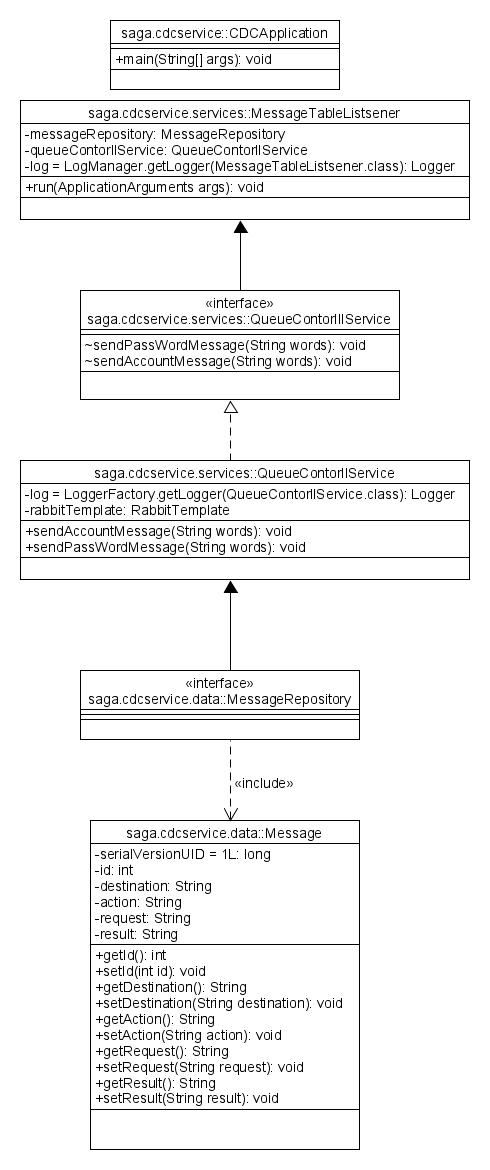 saga.cdcservice::CDCApplication
+main(String[] args): void
saga.cdcservice.services::MessageTableListsener
-messageRepository: MessageRepository
-queueContorllService: QueueContorllService
-log = LogManager.getLogger(MessageTableListsener.class): Logger
+run(ApplicationArguments args): void
«interface»
saga.cdcservice.services::QueueContorlllService
~sendPassWordMessage(String words): void
~sendAccountMessage(String words): void
saga.cdcservice.services::QueueContorllService
-log = LoggerFactory.getLogger(QueueContorllService.class): Logger
-rabbitTemplate: RabbitTemplate
+sendAccountMessage(String words): void
+sendPassWordMessage(String words): void
«interface»
saga.cdcservice.data::MessageRepository
«include»
saga.cdcservice.data::Message
-serialVersionUID = 1L: long
-id: int
-destination: String
-action: String
-request: String
-result: String
+getId(): int
+setId(int id): void
+getDestination(): String
+setDestination(String destination): void
+getAction(): String
+setAction(String action): void
+getRequest(): String
+setRequest(String request): void
+getResult(): String
+setResult(String result): void